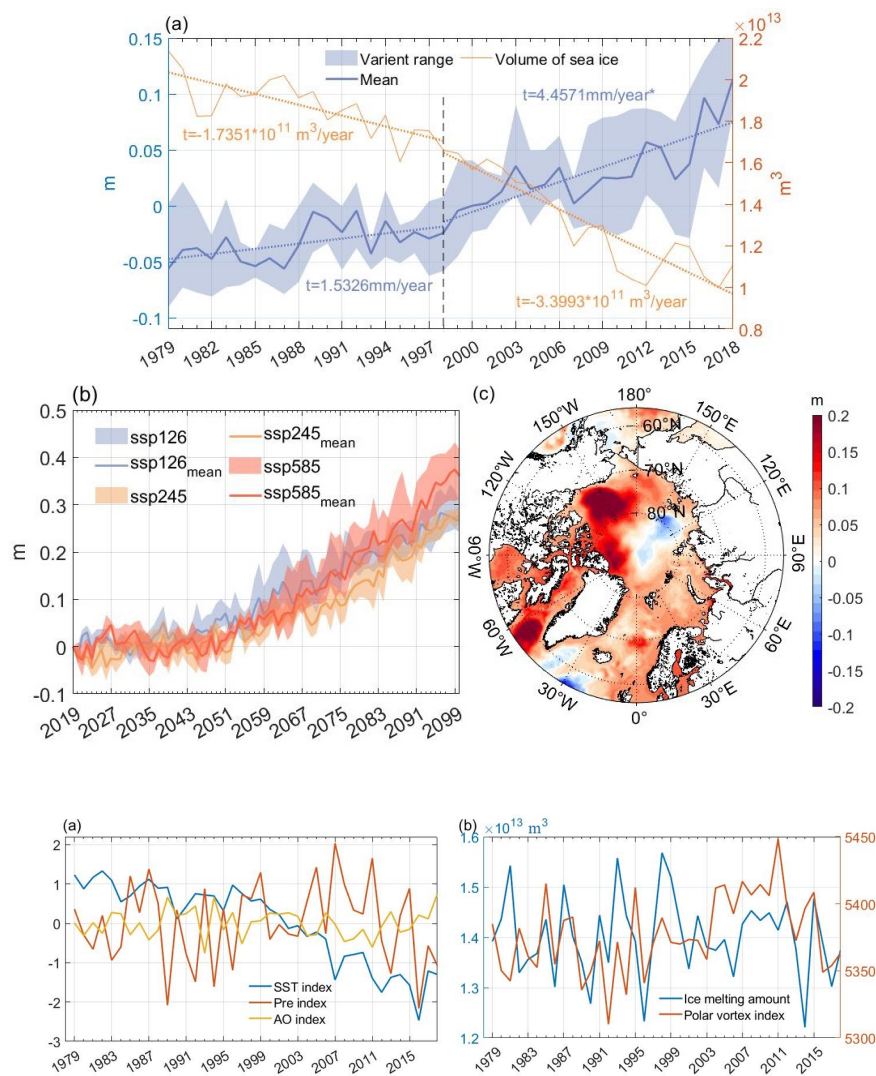 (a)
×10^13
0.15
0.1
0.05
0
-0.05
-0.1
m
2.2
2
1.8
1.6
1.4
1.2
1
0.8
m^3
Varient range
Volume of sea ice
Mean
t=4.4571mm/year*
t=-1.7351*10^11 m^3/year
t=1.5326mm/year
t=-3.3993*10^11 m^3/year
1979 1982 1985 1988 1991 1994 1997 2000 2003 2006 2009 2012 2015 2018
(b)
0.5
0.4
0.3
0.2
0.1
0
-0.1
m
ssp126
ssp245_mean
ssp126_mean
ssp585
ssp245
ssp585_mean
2019 2027 2035 2043 2051 2059 2067 2075 2083 2091 2099
(c)
180°
150°W
150°E
60°N
70°N
80°N
120°W
120°E
90°W
90°E
60°W
60°E
30°W
30°E
0°
m
0.2
0.15
0.1
0.05
0
-0.05
-0.1
-0.15
-0.2
(a)
2
1
0
-1
-2
-3
SST index
Pre index
AO index
1979 1983 1987 1991 1995 1999 2003 2007 2011 2015
(b)
×10^13 m^3
1.6
1.5
1.4
1.3
1.2
5450
5400
5350
5300
Ice melting amount
Polar vortex index
1979 1983 1987 1991 1995 1999 2003 2007 2011 2015